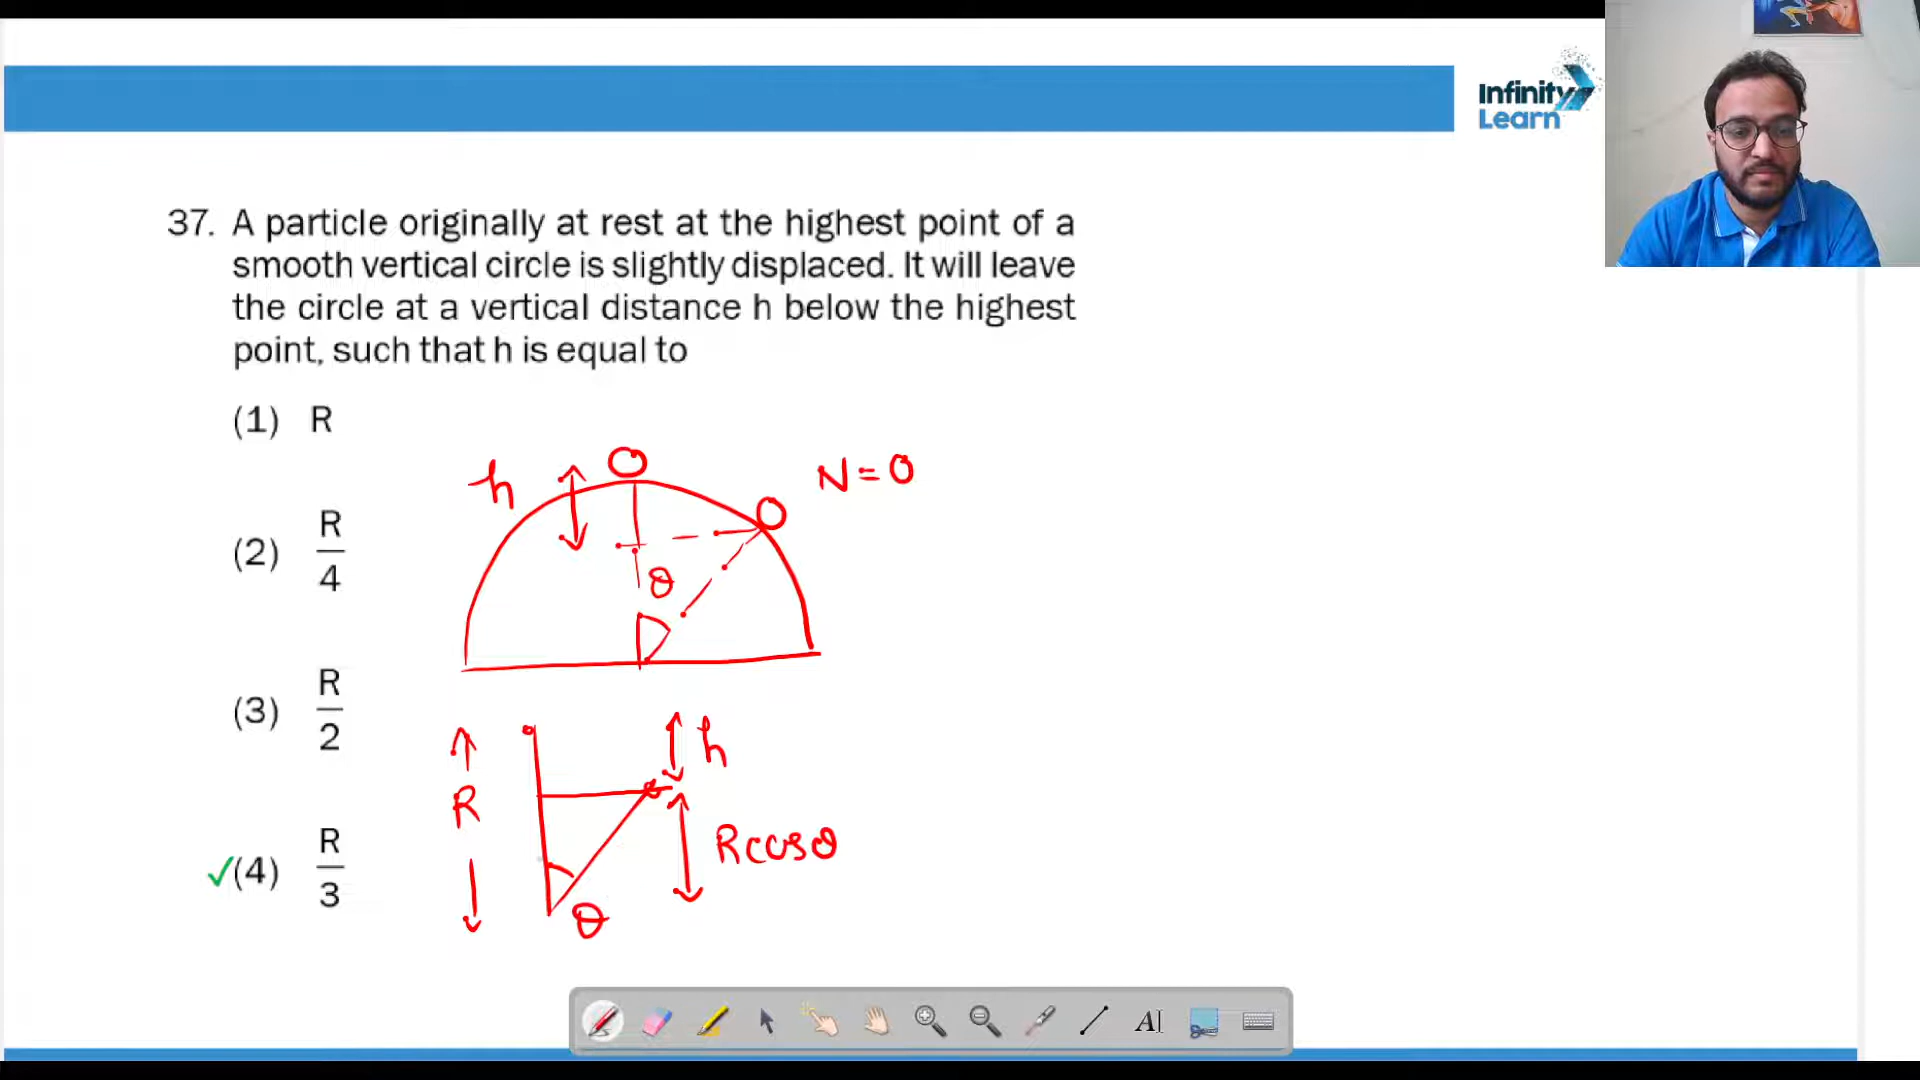 Infinity
Learn
37. A particle originally at rest at the highest point of a
smooth vertical circle is slightly displaced. It will leave
the circle at a vertical distance h below the highest
point, such that h is equal to
(1) R
(2) R/4
(3) R/2
✓(4) R/3
h
N = 0
θ
h
R
R cosθ
θ
A